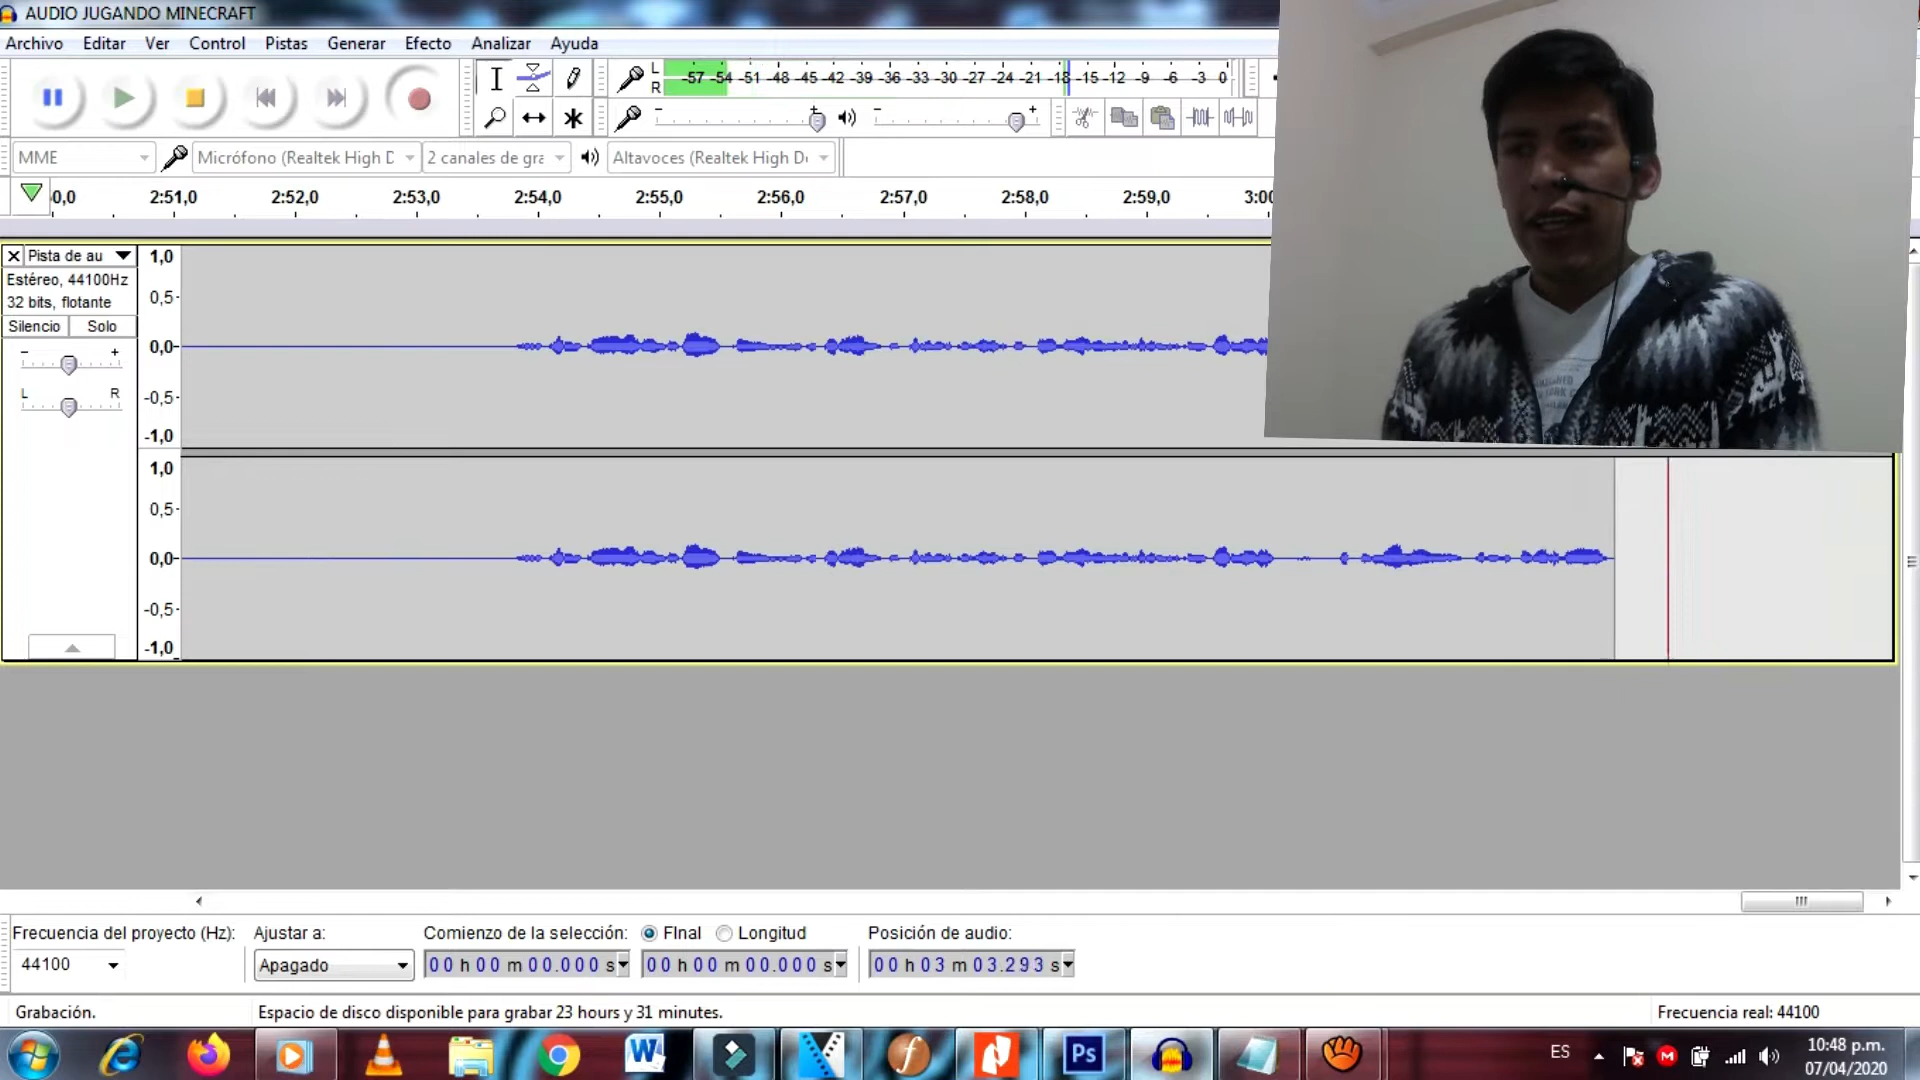 AUDIO JUGANDO MINECRAFT
Archivo Editar Ver Control Pistas Generar Efecto Analizar Ayuda
L
R
-57 -54 -51 -48 -45 -42 -39 -36 -33 -30 -27 -24 -21 -18 -15 -12 -9 -6 -3 0
MME Micrófono (Realtek High D 2 canales de gra Altavoces (Realtek High D
0,0 2:51,0 2:52,0 2:53,0 2:54,0 2:55,0 2:56,0 2:57,0 2:58,0 2:59,0 3:00
Pista de au
Estéreo, 44100Hz
32 bits, flotante
Silencio Solo
- +
L R
1,0
0,5
0,0
-0,5
-1,0
1,0
0,5
0,0
-0,5
-1,0
Frecuencia del proyecto (Hz): Ajustar a: Comienzo de la selección: FInal Longitud Posición de audio:
44100 Apagado 00 h 00 m 00.000 s 00 h 00 m 00.000 s 00 h 03 m 03.293 s
Grabación. Espacio de disco disponible para grabar 23 hours y 31 minutes. Frecuencia real: 44100
W Ps ES 10:48 p.m.
07/04/2020